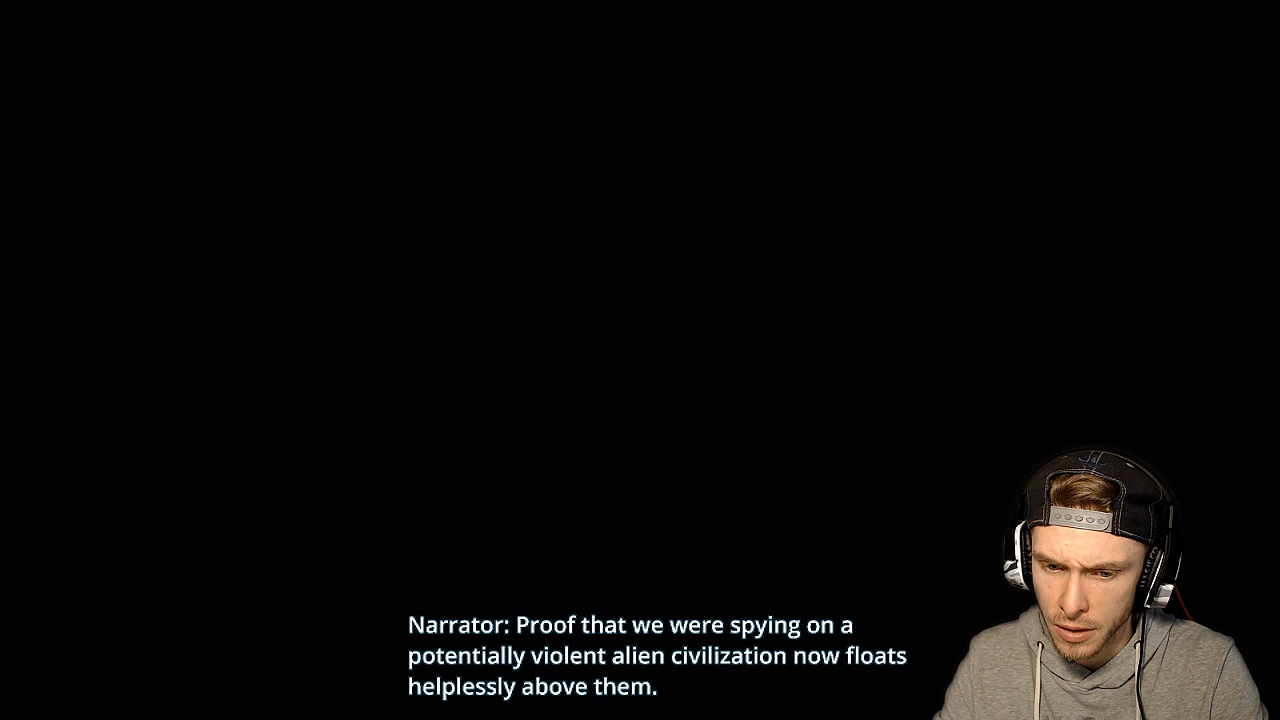 Narrator: Proof that we were spying on a
potentially violent alien civilization now floats
helplessly above them.